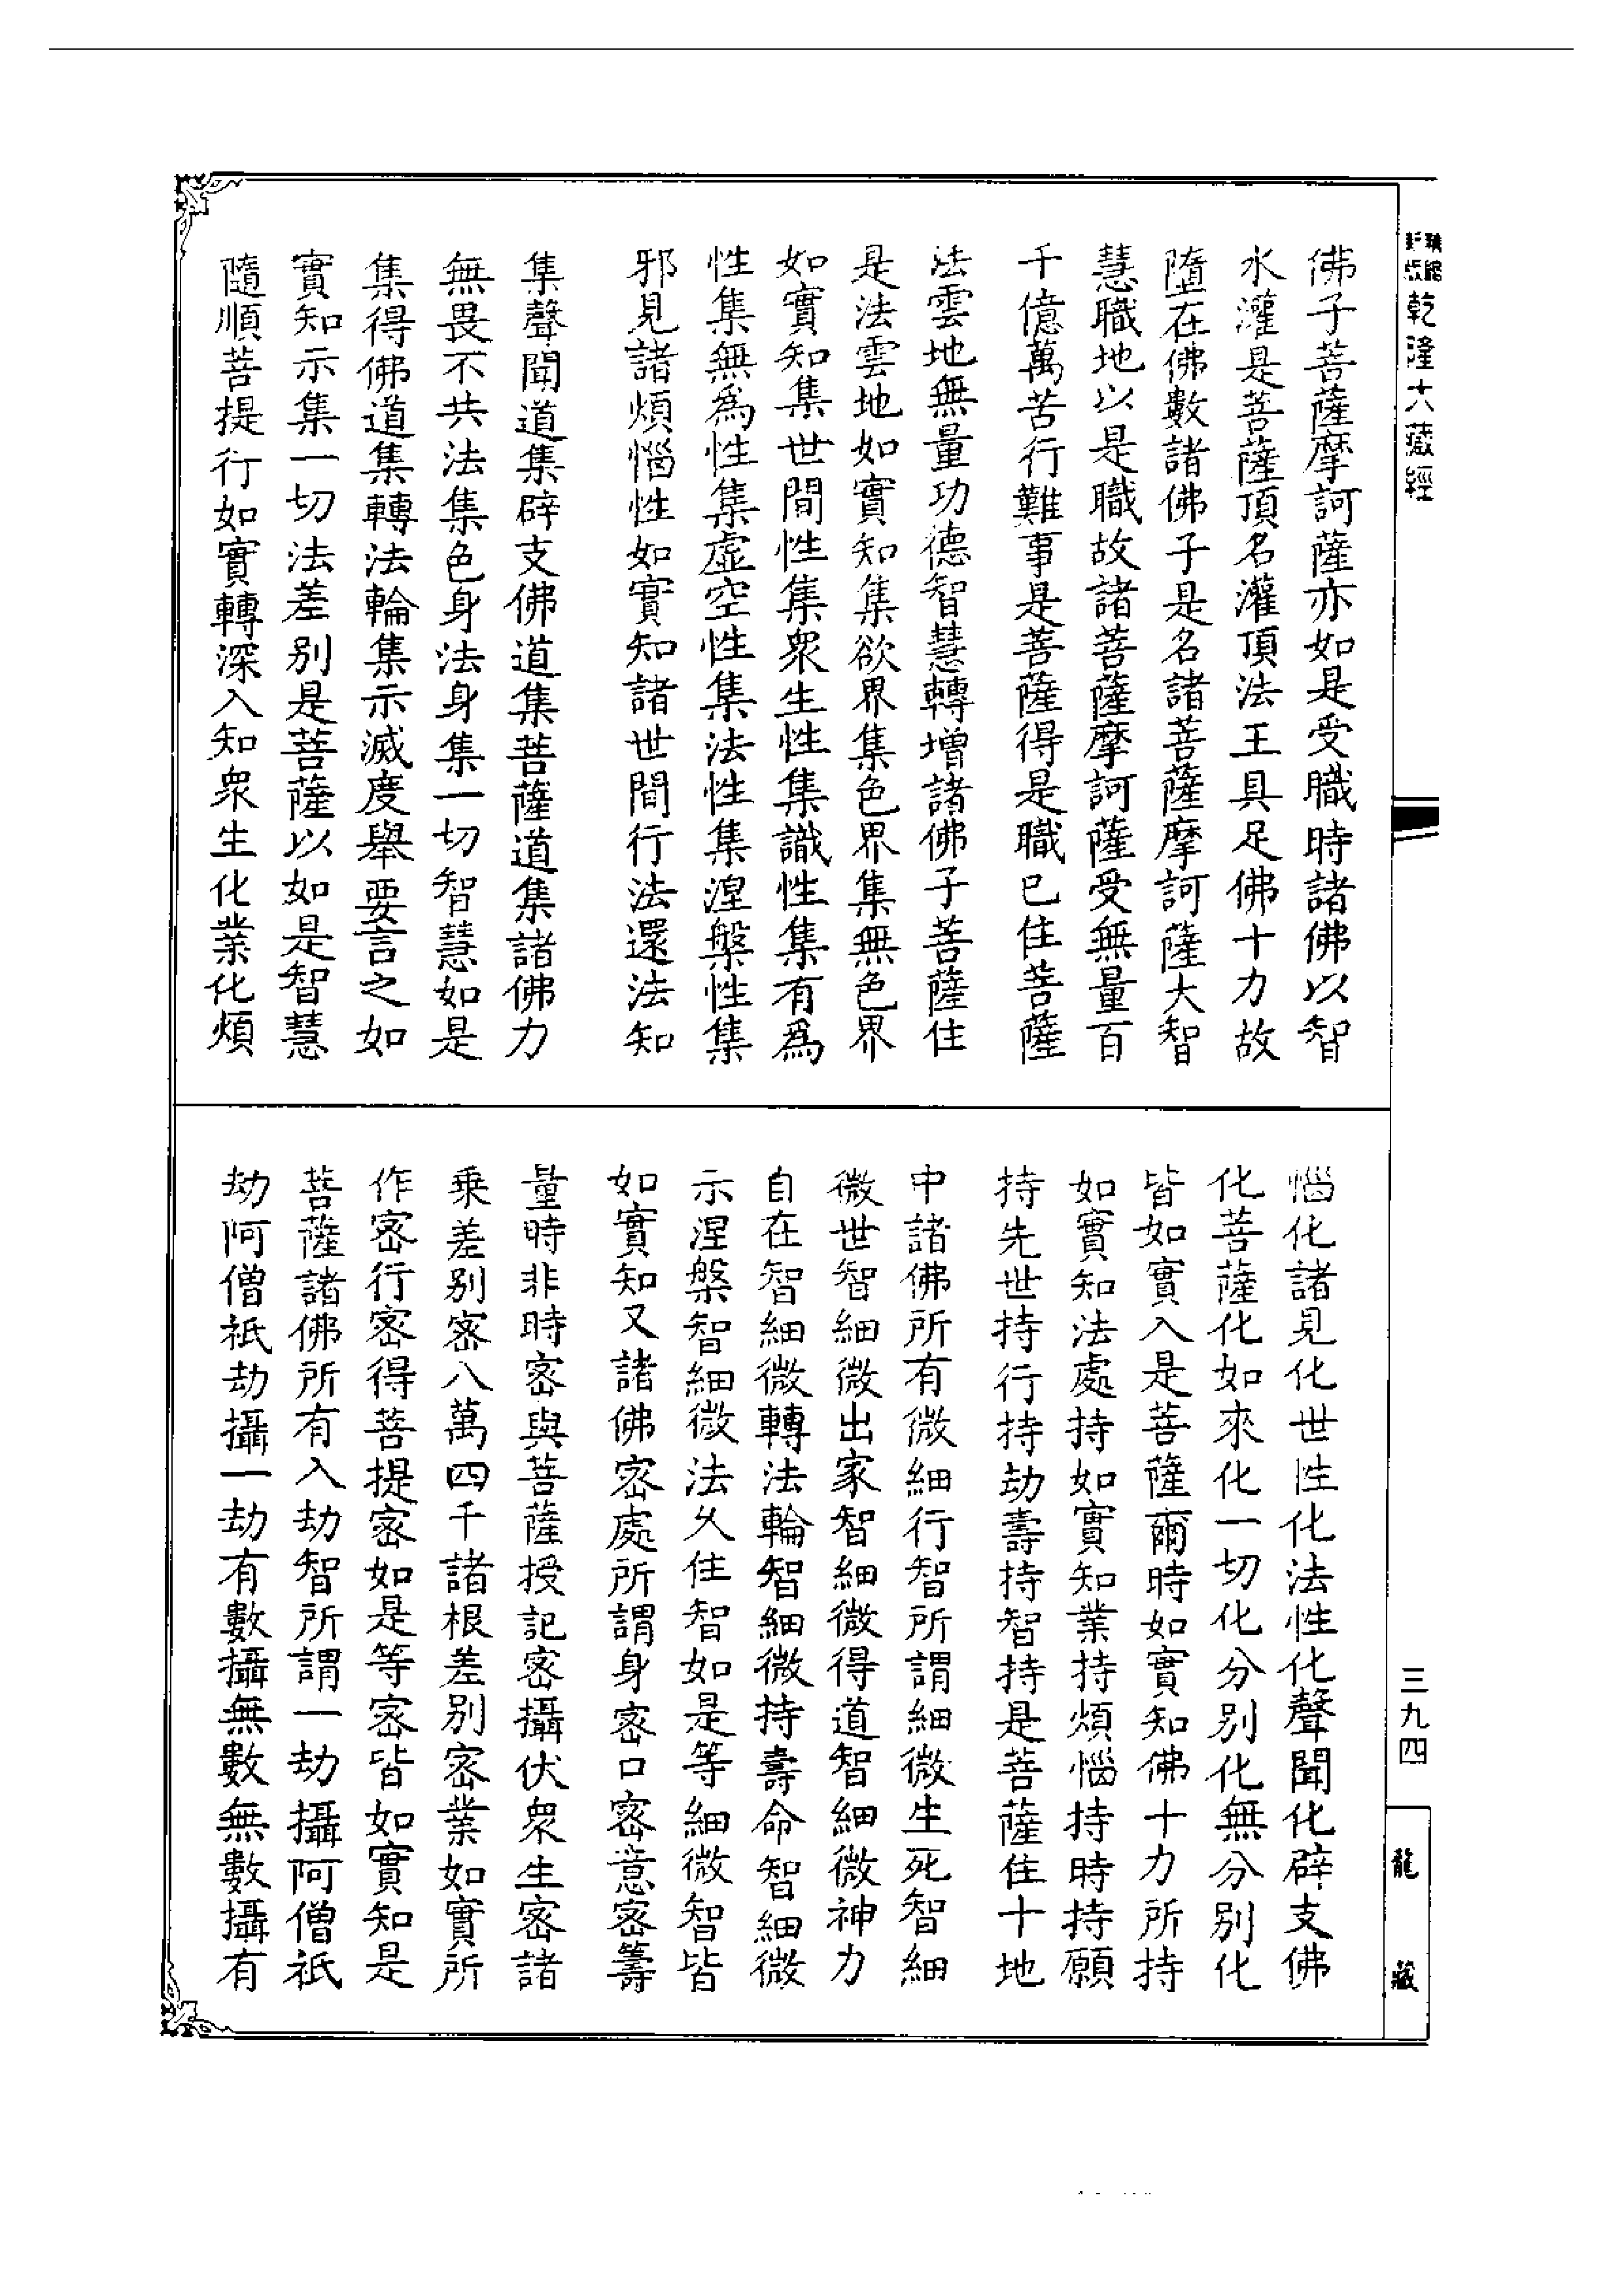 乾隆大藏經
佛子菩薩摩訶薩亦如是受職時諸佛以智
水灌是菩薩頂名灌頂法王具足佛十力故
墮在佛數諸佛子是名諸菩薩摩訶薩大智
慧職地以是職故諸菩薩摩訶薩受無量百
千億萬苦行難事是菩薩得是職已住菩薩
法雲地無量功德智慧轉增諸佛子菩薩住
是法雲地如實知集欲界集色界集無色界
如實知集世間性集衆生性集識性集有為
性集無為性集虛空性集法性集涅槃性集
邪見諸煩惱性如實知諸世間行法還法知
集聲聞道集辟支佛道集菩薩道集諸佛力
無畏不共法集色身法身集一切智慧如是
集得佛道集轉法輪集示滅度舉要言之如
實知示集一切法差别是菩薩以如是智慧
隨順菩提行如實轉深入知衆生化業化煩
惱化諸見化世性化法性化聲聞化辟支佛
化菩薩化如來化一切化分别化無分别化
皆如實入是菩薩爾時如實知佛十力所持
如實知法處持如實知業持煩惱持時持願
持先世持行持劫壽持智持是菩薩住十地
中諸佛所有微細行智所謂細微生死智細
微世智細微出家智細微得道智細微神力
自在智細微轉法輪智細微持壽命智細微
示涅槃智細微法久住智如是等細微智皆
如實知又諸佛密處所謂身密口密意密籌
量時非時密與菩薩授記密攝伏衆生密諸
乘差别密八萬四千諸根差别密業如實所
作密行密得菩提密如是等密皆如實知是
菩薩諸佛所有入劫智所謂一劫攝阿僧祇
劫阿僧祇劫攝一劫有數攝無數無數攝有
三九四
龍藏